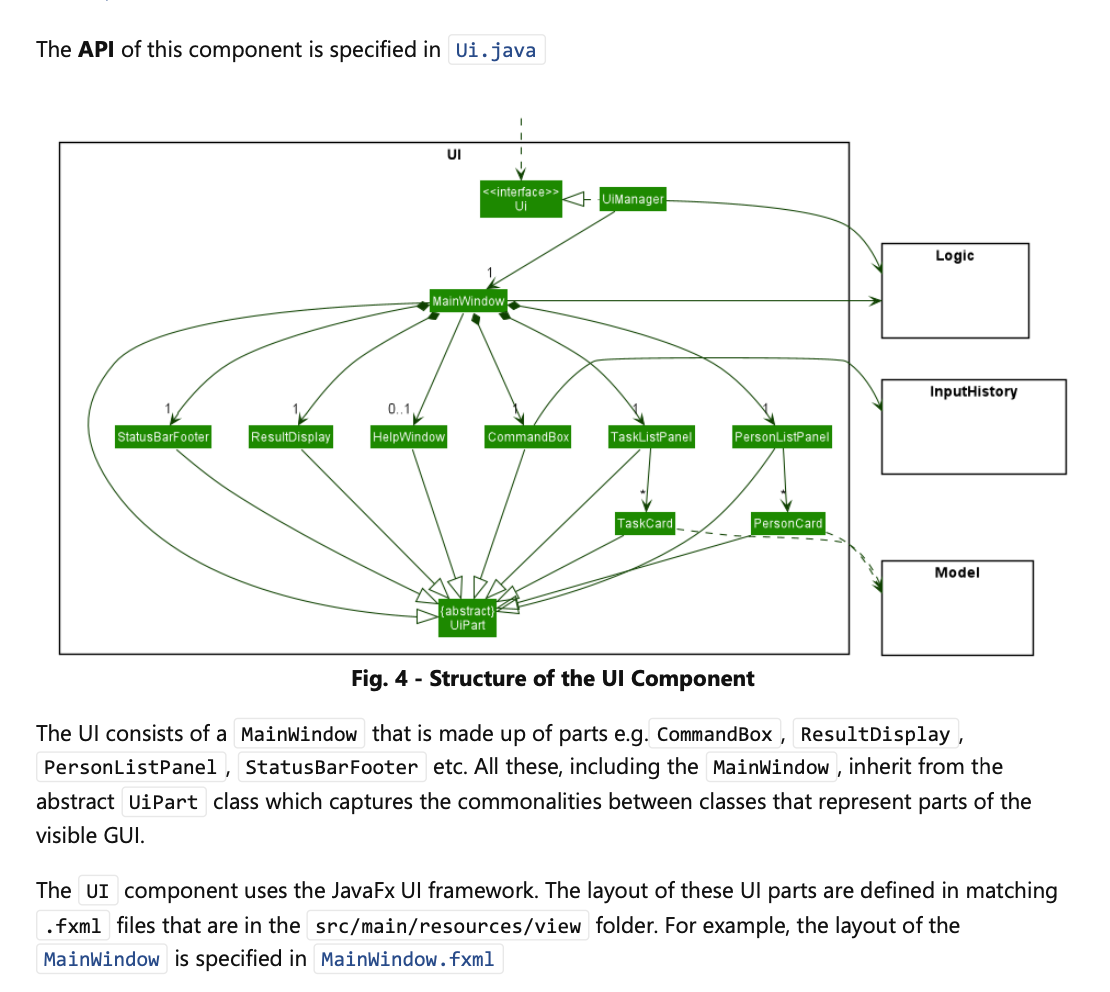 The API of this component is specified in Ui.java
UI
<<interface>>
Ui
UiManager
Logic
1
MainWindow
InputHistory
1
1
0..1
1
1
1
StatusBarFooter
ResultDisplay
HelpWindow
CommandBox
TaskListPanel
PersonListPanel
*
*
TaskCard
PersonCard
Model
{abstract}
UiPart
Fig. 4 - Structure of the UI Component
The UI consists of a MainWindow that is made up of parts e.g. CommandBox , ResultDisplay ,
PersonListPanel , StatusBarFooter etc. All these, including the MainWindow , inherit from the
abstract UiPart class which captures the commonalities between classes that represent parts of the
visible GUI.
The UI component uses the JavaFx UI framework. The layout of these UI parts are defined in matching
.fxml files that are in the src/main/resources/view folder. For example, the layout of the
MainWindow is specified in MainWindow.fxml